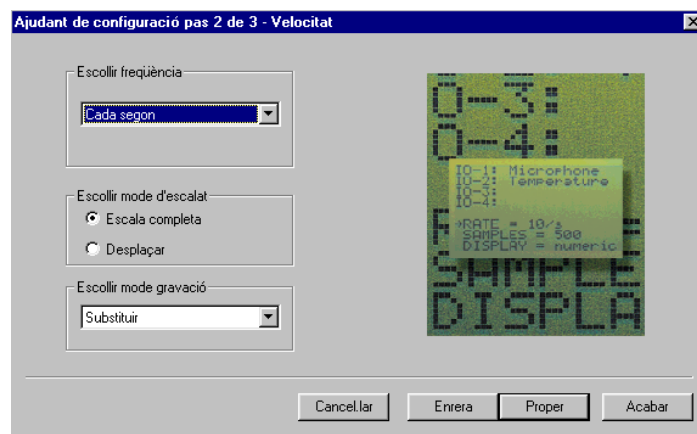 Ajudant de configuració pas 2 de 3 - Velocitat
Escollir freqüència
Cada segon
Escollir mode d'escalat
Escala completa
Desplaçar
Escollir mode gravació
Substituir
O-3:
O-4:
IO-1: Microphone
IO-2: Temperature
IO-3:
IO-4:
RATE = 10/s
SAMPLES = 500
DISPLAY = numeric
SAMPLE
DISPLA
Cancel.lar
Enrera
Proper
Acabar